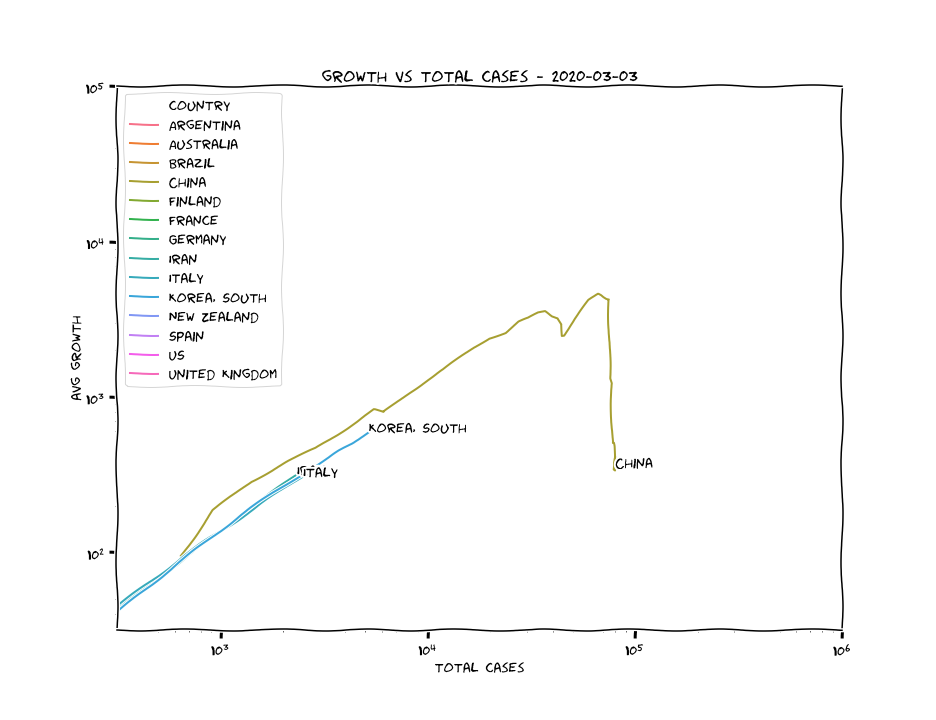 GROWTH VS TOTAL CASES - 2020-03-03
10⁵
10⁴
10³
10²
AVG GROWTH
COUNTRY
ARGENTINA
AUSTRALIA
BRAZIL
CHINA
FINLAND
FRANCE
GERMANY
IRAN
ITALY
KOREA, SOUTH
NEW ZEALAND
SPAIN
US
UNITED KINGDOM
KOREA, SOUTH
ITALY
CHINA
10³ 10⁴ 10⁵ 10⁶
TOTAL CASES